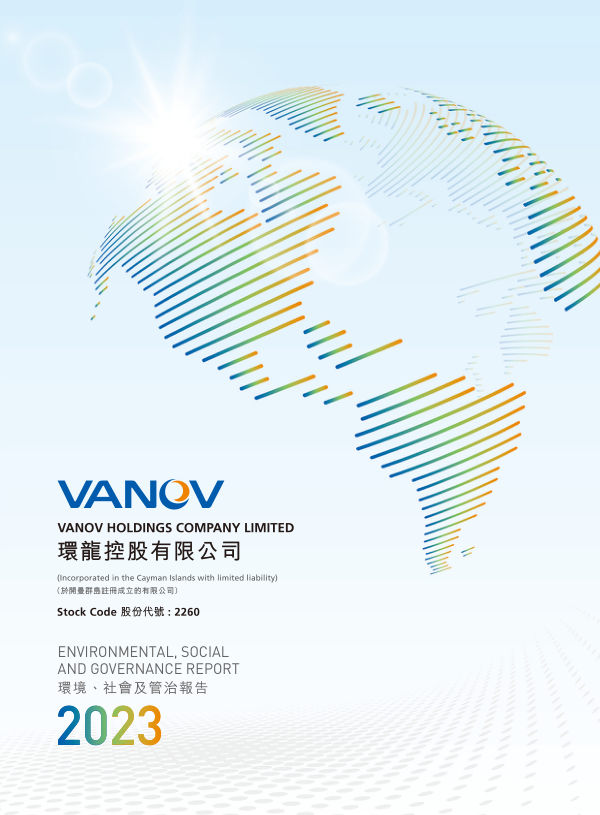 VANOV
VANOV HOLDINGS COMPANY LIMITED
環龍控股有限公司
(Incorporated in the Cayman Islands with limited liability)
(於開曼群島註冊成立的有限公司)
Stock Code 股份代號 : 2260
ENVIRONMENTAL, SOCIAL
AND GOVERNANCE REPORT
環境、社會及管治報告
2023